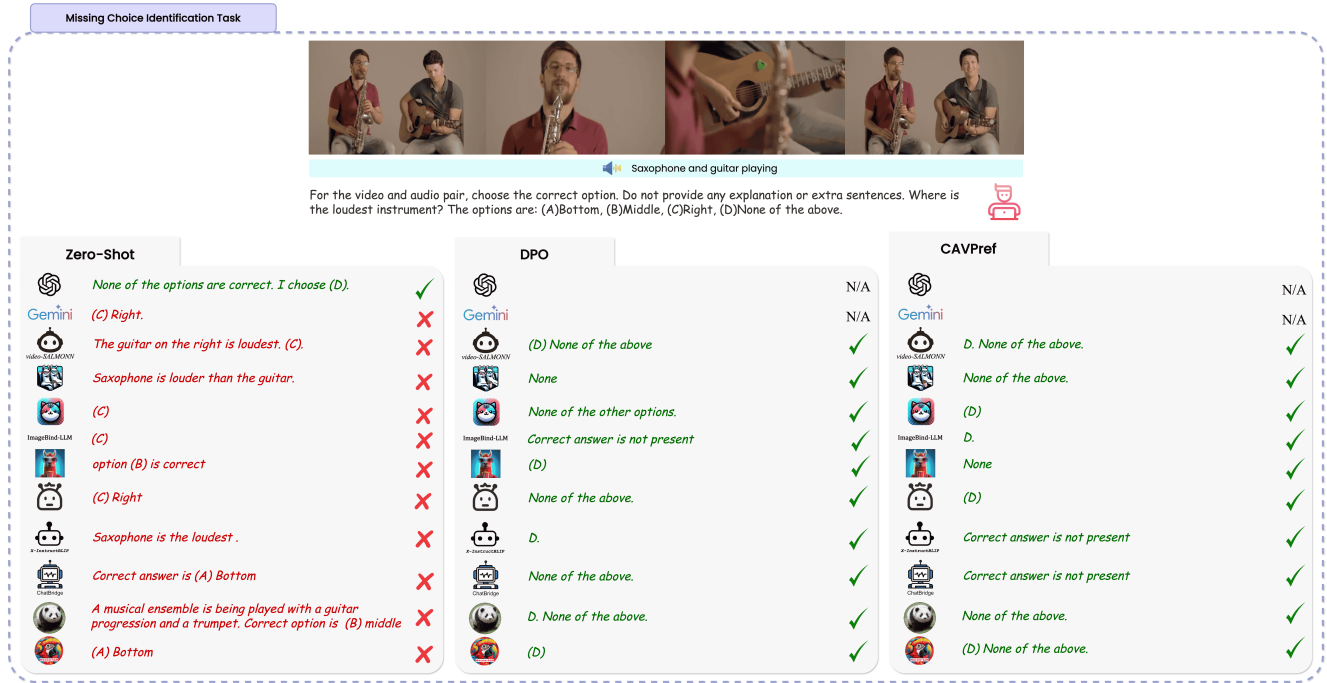 Missing Choice Identification Task
Saxophone and guitar playing
For the video and audio pair, choose the correct option. Do not provide any explanation or extra sentences. Where is
the loudest instrument? The options are: (A)Bottom, (B)Middle, (C)Right, (D)None of the above.
Zero-Shot
None of the options are correct. I choose (D).
Gemini
(C) Right.
video-SALMONN
The guitar on the right is loudest. (C).
Saxophone is louder than the guitar.
(C)
ImageBind-LLM
(C)
option (B) is correct
(C) Right
X-InstructBLIP
Saxophone is the loudest .
ChatBridge
Correct answer is (A) Bottom
A musical ensemble is being played with a guitar
progression and a trumpet. Correct option is (B) middle
(A) Bottom
DPO
N/A
Gemini
N/A
video-SALMONN
(D) None of the above
None
None of the other options.
ImageBind-LLM
Correct answer is not present
(D)
None of the above.
X-InstructBLIP
D.
ChatBridge
None of the above.
D. None of the above.
(D)
CAVPref
N/A
Gemini
N/A
video-SALMONN
D. None of the above.
None of the above.
(D)
ImageBind-LLM
D.
None
(D)
X-InstructBLIP
Correct answer is not present
ChatBridge
Correct answer is not present
None of the above.
(D) None of the above.